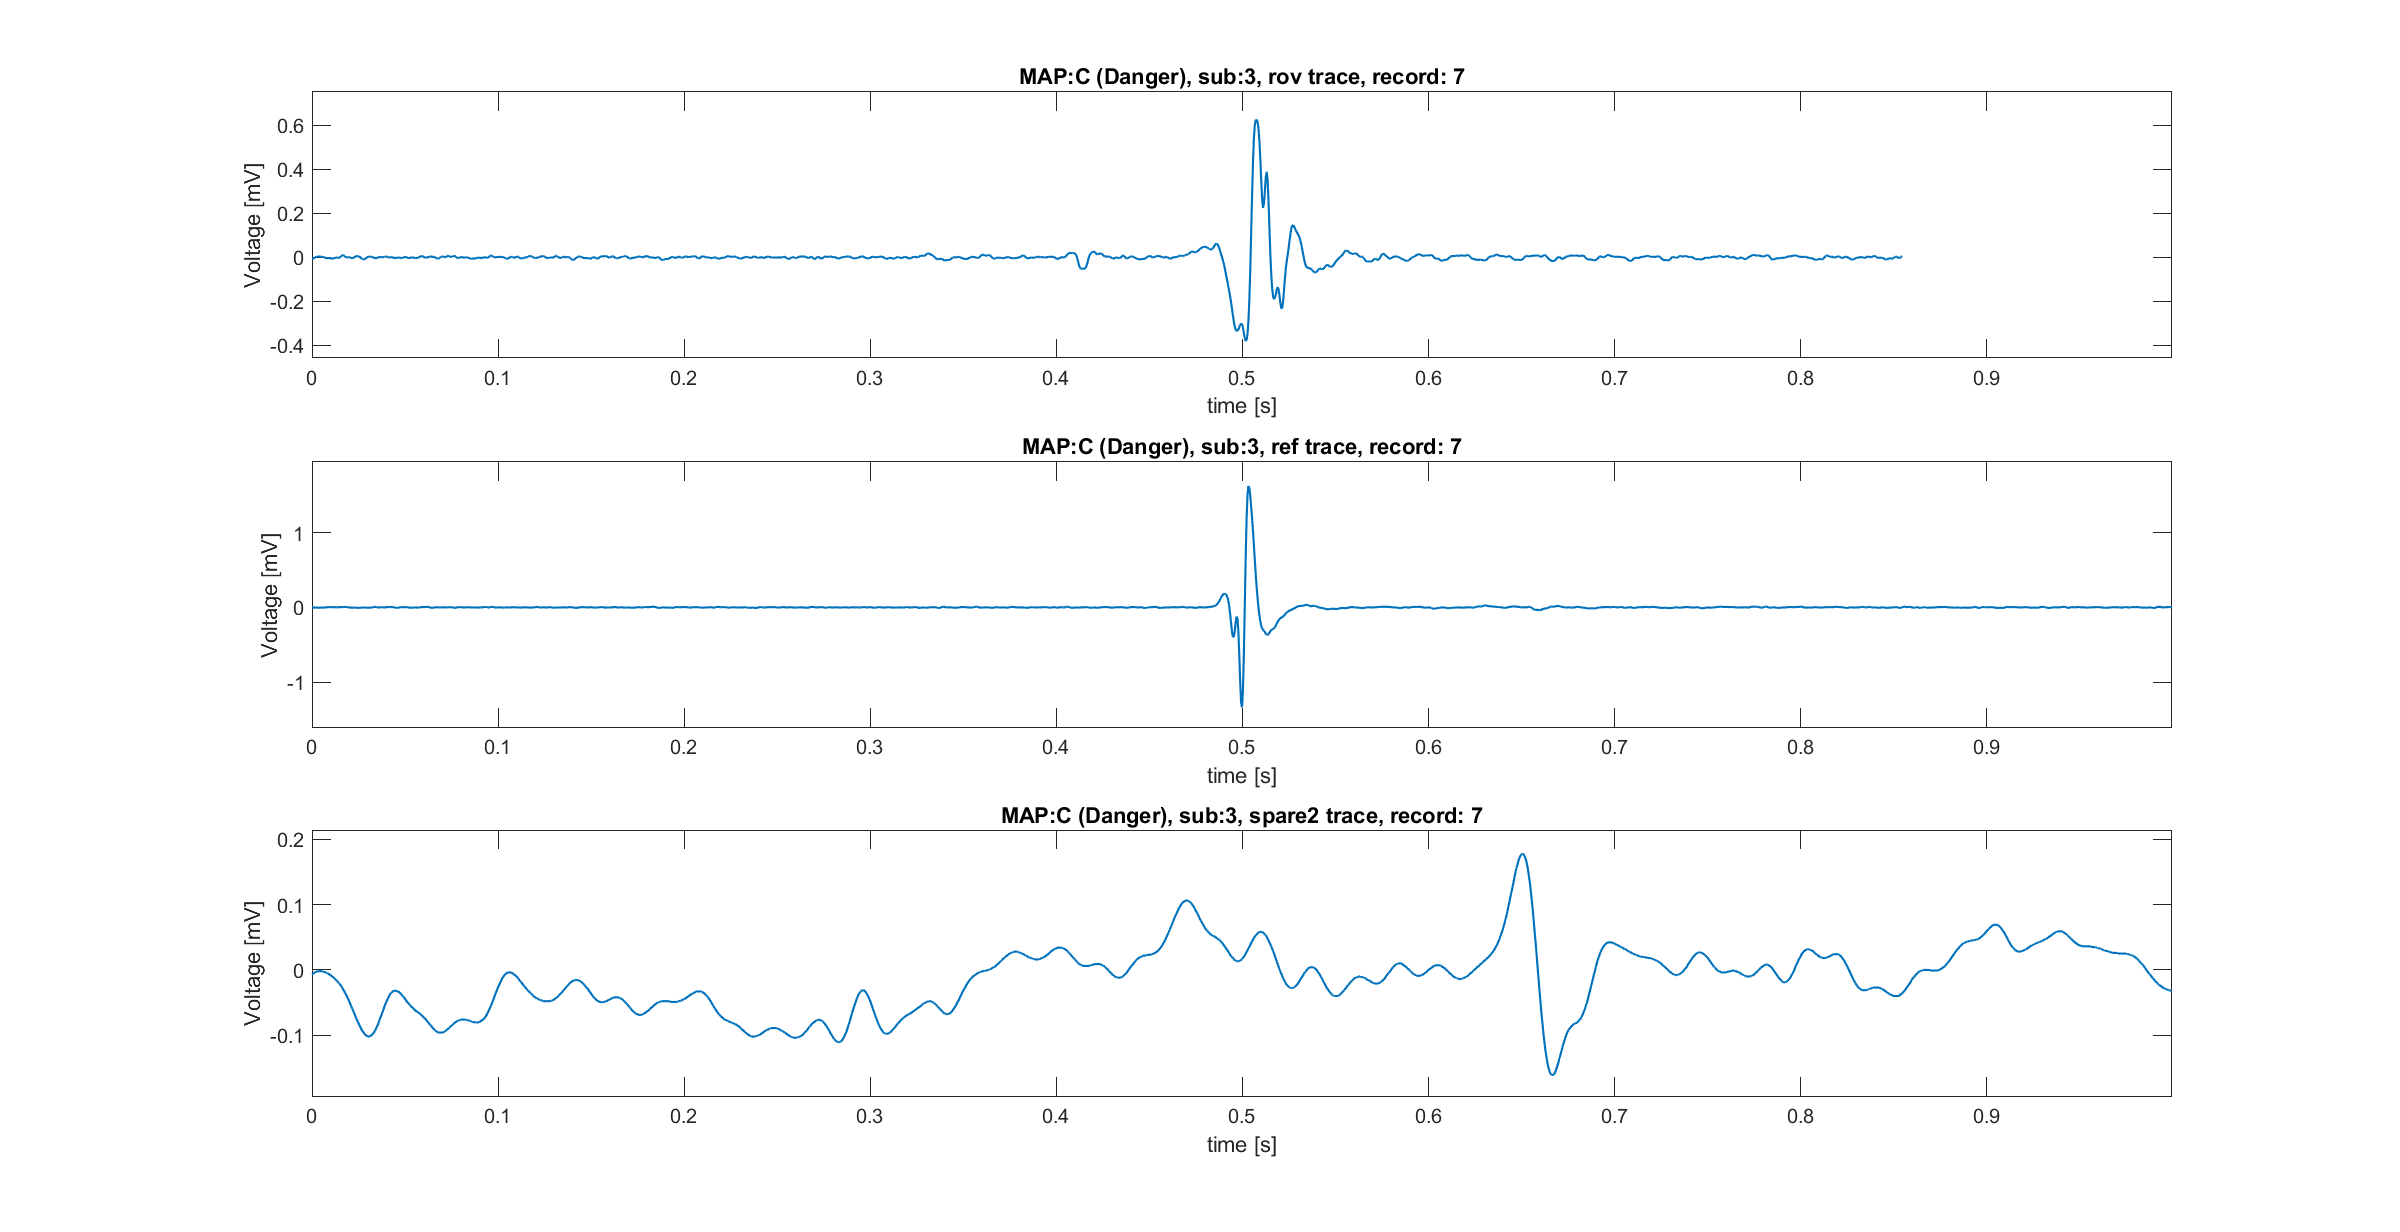 MAP:C (Danger), sub:3, rov trace, record: 7
Voltage [mV]
0.6
0.4
0.2
0
-0.2
-0.4
0 0.1 0.2 0.3 0.4 0.5 0.6 0.7 0.8 0.9
time [s]
MAP:C (Danger), sub:3, ref trace, record: 7
Voltage [mV]
1
0
-1
0 0.1 0.2 0.3 0.4 0.5 0.6 0.7 0.8 0.9
time [s]
MAP:C (Danger), sub:3, spare2 trace, record: 7
Voltage [mV]
0.2
0.1
0
-0.1
0 0.1 0.2 0.3 0.4 0.5 0.6 0.7 0.8 0.9
time [s]